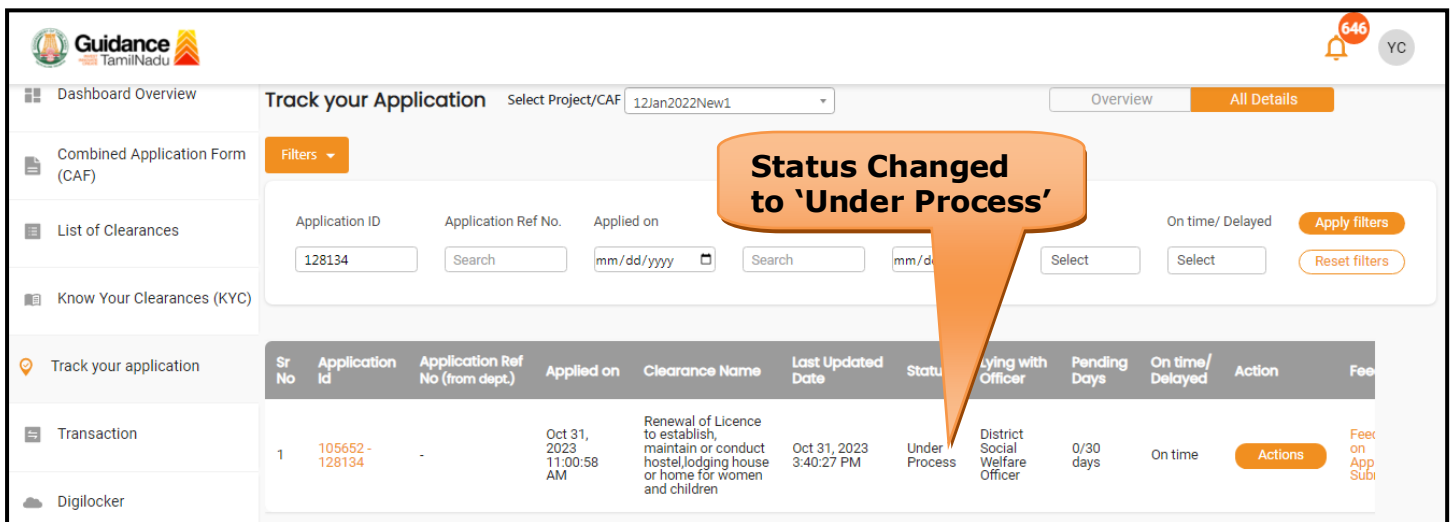 Guidance
TamilNadu
646
YC
Dashboard Overview
Track your Application
Select Project/CAF
12Jan2022New1
Overview
All Details
Combined Application Form
(CAF)
Filters
Status Changed
to ‘Under Process’
List of Clearances
Application ID
Application Ref No.
Applied on
On time/ Delayed
Apply filters
128134
Search
mm/dd/yyyy
Search
Select
Select
Reset filters
Know Your Clearances (KYC)
Track your application
Sr
No
Application
Id
Application Ref
No (from dept.)
Applied on
Clearance Name
Last Updated
Date
Lying with
Officer
Pending
Days
On time/
Delayed
Action
Transaction
1
105652 -
128134
-
Oct 31,
2023
11:00:58
AM
Renewal of Licence
to establish,
maintain or conduct
hostel,lodging house
or home for women
and children
Oct 31, 2023
3:40:27 PM
Under
Process
District
Social
Welfare
Officer
0/30
days
On time
Actions
on
Digilocker